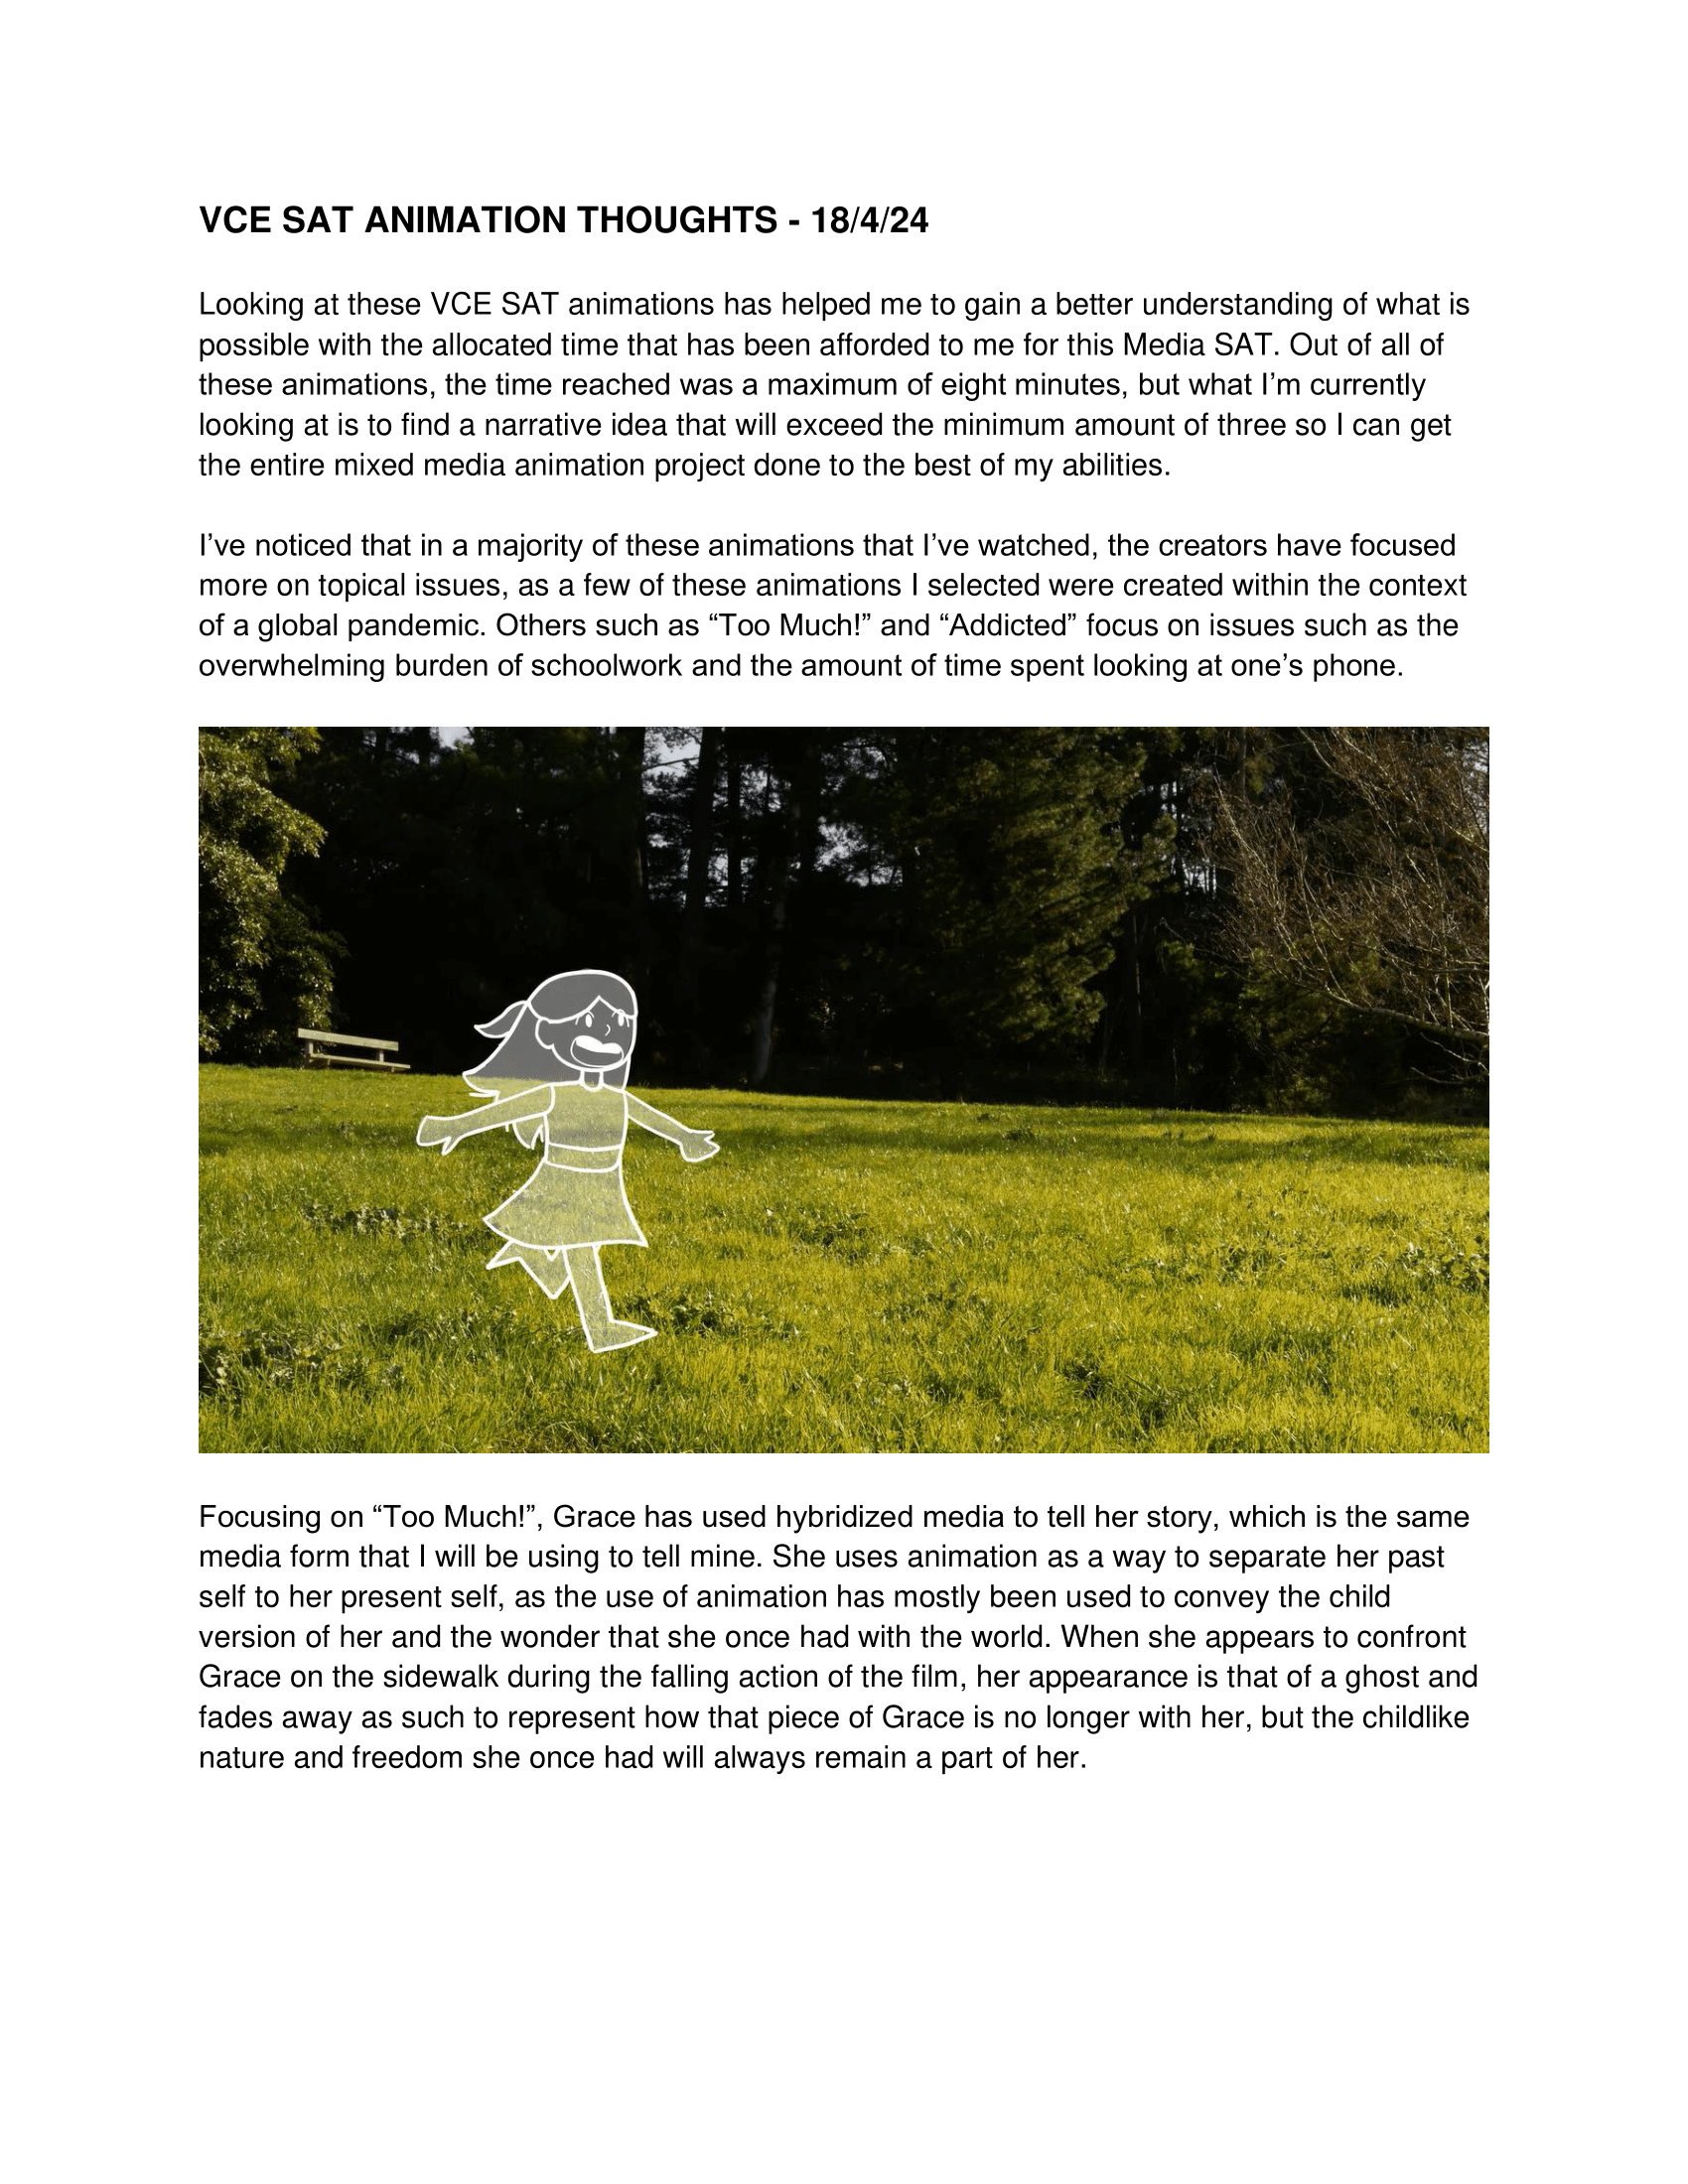 VCE SAT ANIMATION THOUGHTS - 18/4/24
Looking at these VCE SAT animations has helped me to gain a better understanding of what is
possible with the allocated time that has been afforded to me for this Media SAT. Out of all of
these animations, the time reached was a maximum of eight minutes, but what I’m currently
looking at is to find a narrative idea that will exceed the minimum amount of three so I can get
the entire mixed media animation project done to the best of my abilities.
I’ve noticed that in a majority of these animations that I’ve watched, the creators have focused
more on topical issues, as a few of these animations I selected were created within the context
of a global pandemic. Others such as “Too Much!” and “Addicted” focus on issues such as the
overwhelming burden of schoolwork and the amount of time spent looking at one’s phone.
Focusing on “Too Much!”, Grace has used hybridized media to tell her story, which is the same
media form that I will be using to tell mine. She uses animation as a way to separate her past
self to her present self, as the use of animation has mostly been used to convey the child
version of her and the wonder that she once had with the world. When she appears to confront
Grace on the sidewalk during the falling action of the film, her appearance is that of a ghost and
fades away as such to represent how that piece of Grace is no longer with her, but the childlike
nature and freedom she once had will always remain a part of her.